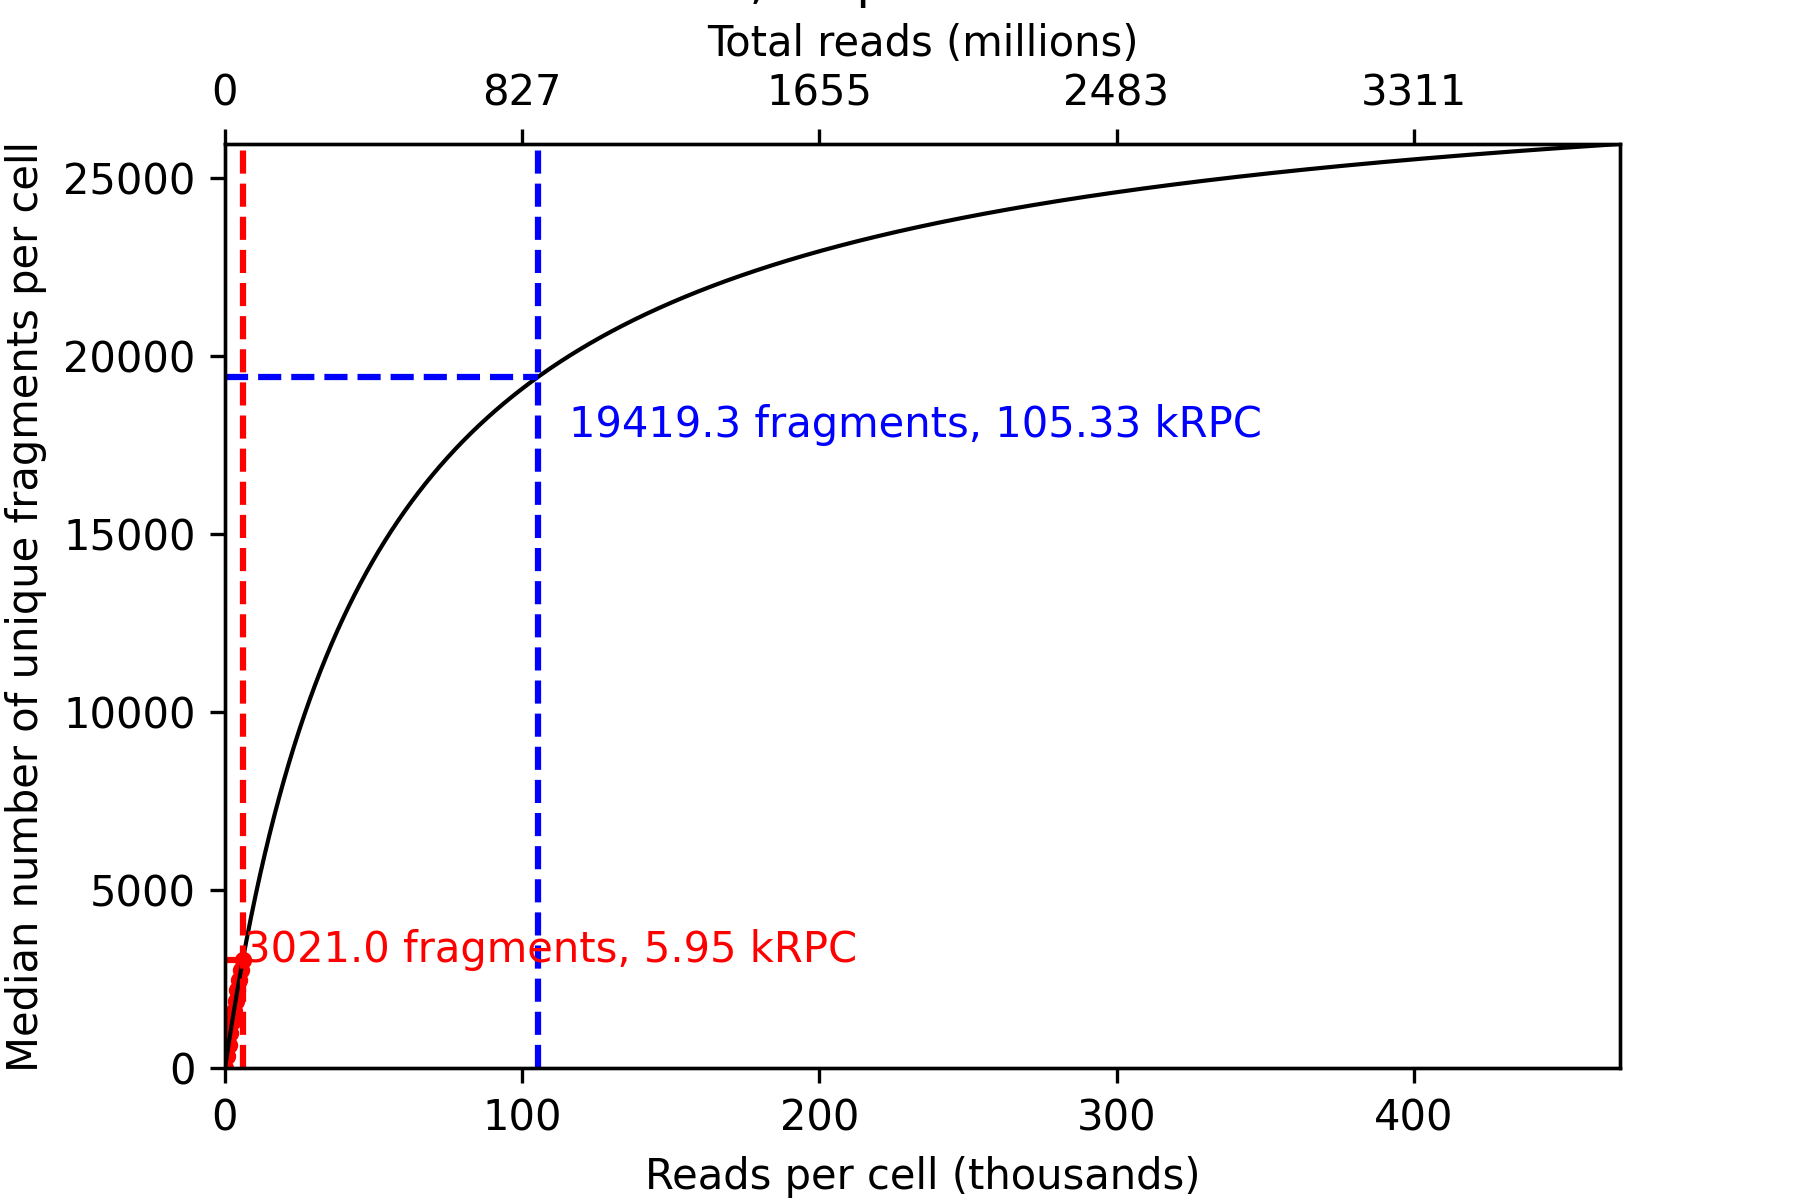 Total reads (millions)
0 827 1655 2483 3311
Median number of unique fragments per cell
25000
20000
19419.3 fragments, 105.33 kRPC
15000
10000
5000
3021.0 fragments, 5.95 kRPC
0
0 100 200 300 400
Reads per cell (thousands)